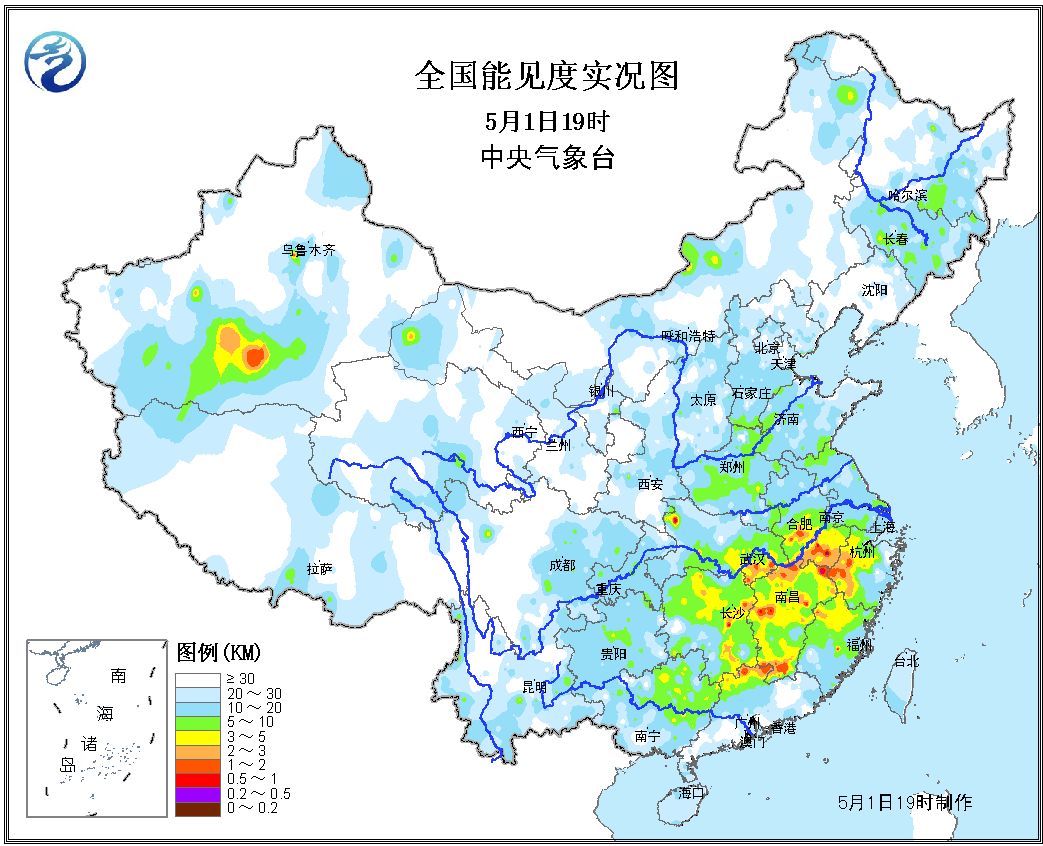 全国能见度实况图
5月1日19时
中央气象台
哈尔滨
长春
乌鲁木齐
沈阳
呼和浩特
北京
天津
银川
太原
石家庄
济南
西宁
兰州
郑州
西安
合肥
南京
上海
杭州
武汉
成都
拉萨
重庆
南昌
长沙
贵阳
福州
台北
昆明
广州
香港
南宁
澳门
海口
南
海
诸
岛
图例(KM)
≥30
20～30
10～20
5～10
3～5
2～3
1～2
0.5～1
0.2～0.5
0～0.2
5月1日19时制作